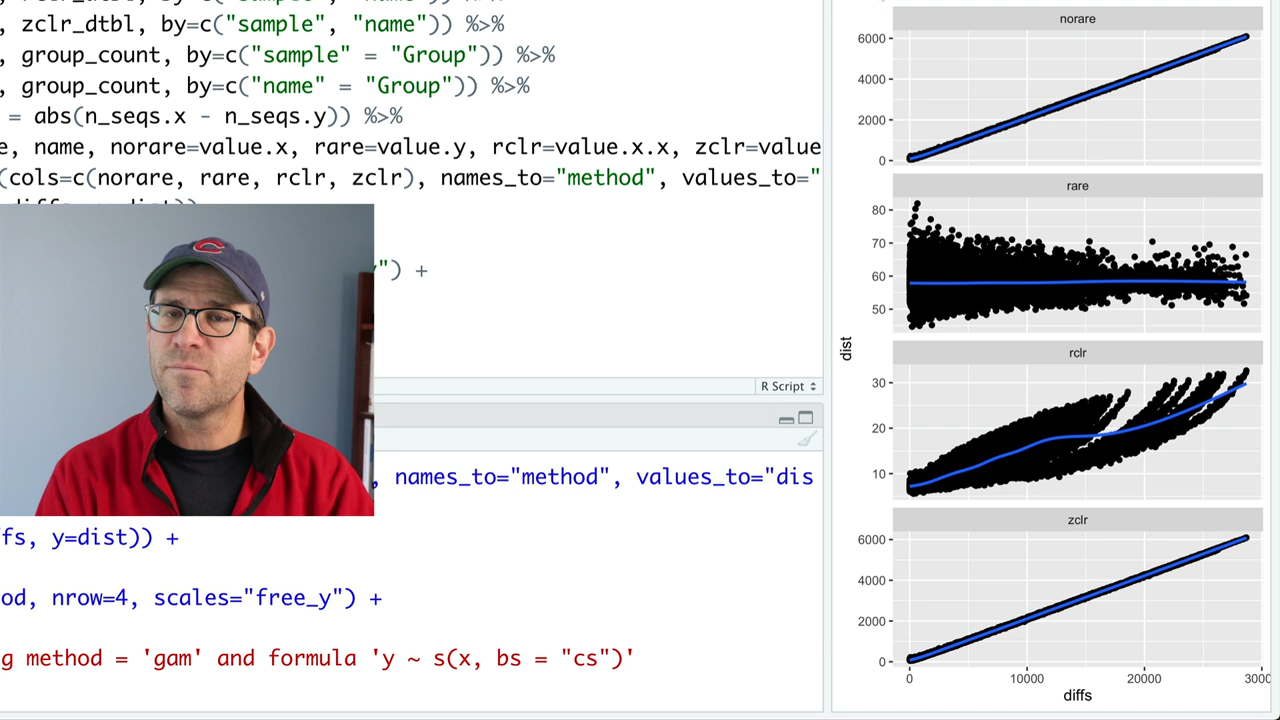 , zclr_dtbl, by=c("sample", "name")) %>%
, group_count, by=c("sample" = "Group")) %>%
, group_count, by=c("name" = "Group")) %>%
= abs(n_seqs.x - n_seqs.y)) %>%
e, name, norare=value.x, rare=value.y, rclr=value.x.x, zclr=value
(cols=c(norare, rare, rclr, zclr), names_to="method", values_to="
") +
R Script
C
, names_to="method", values_to="dis
ffs, y=dist)) +
od, nrow=4, scales="free_y") +
g method = 'gam' and formula 'y ~ s(x, bs = "cs")'
norare
6000
4000
2000
0
rare
80
70
60
50
dist
rclr
30
20
10
zclr
6000
4000
2000
0
0 10000 20000 3000
diffs